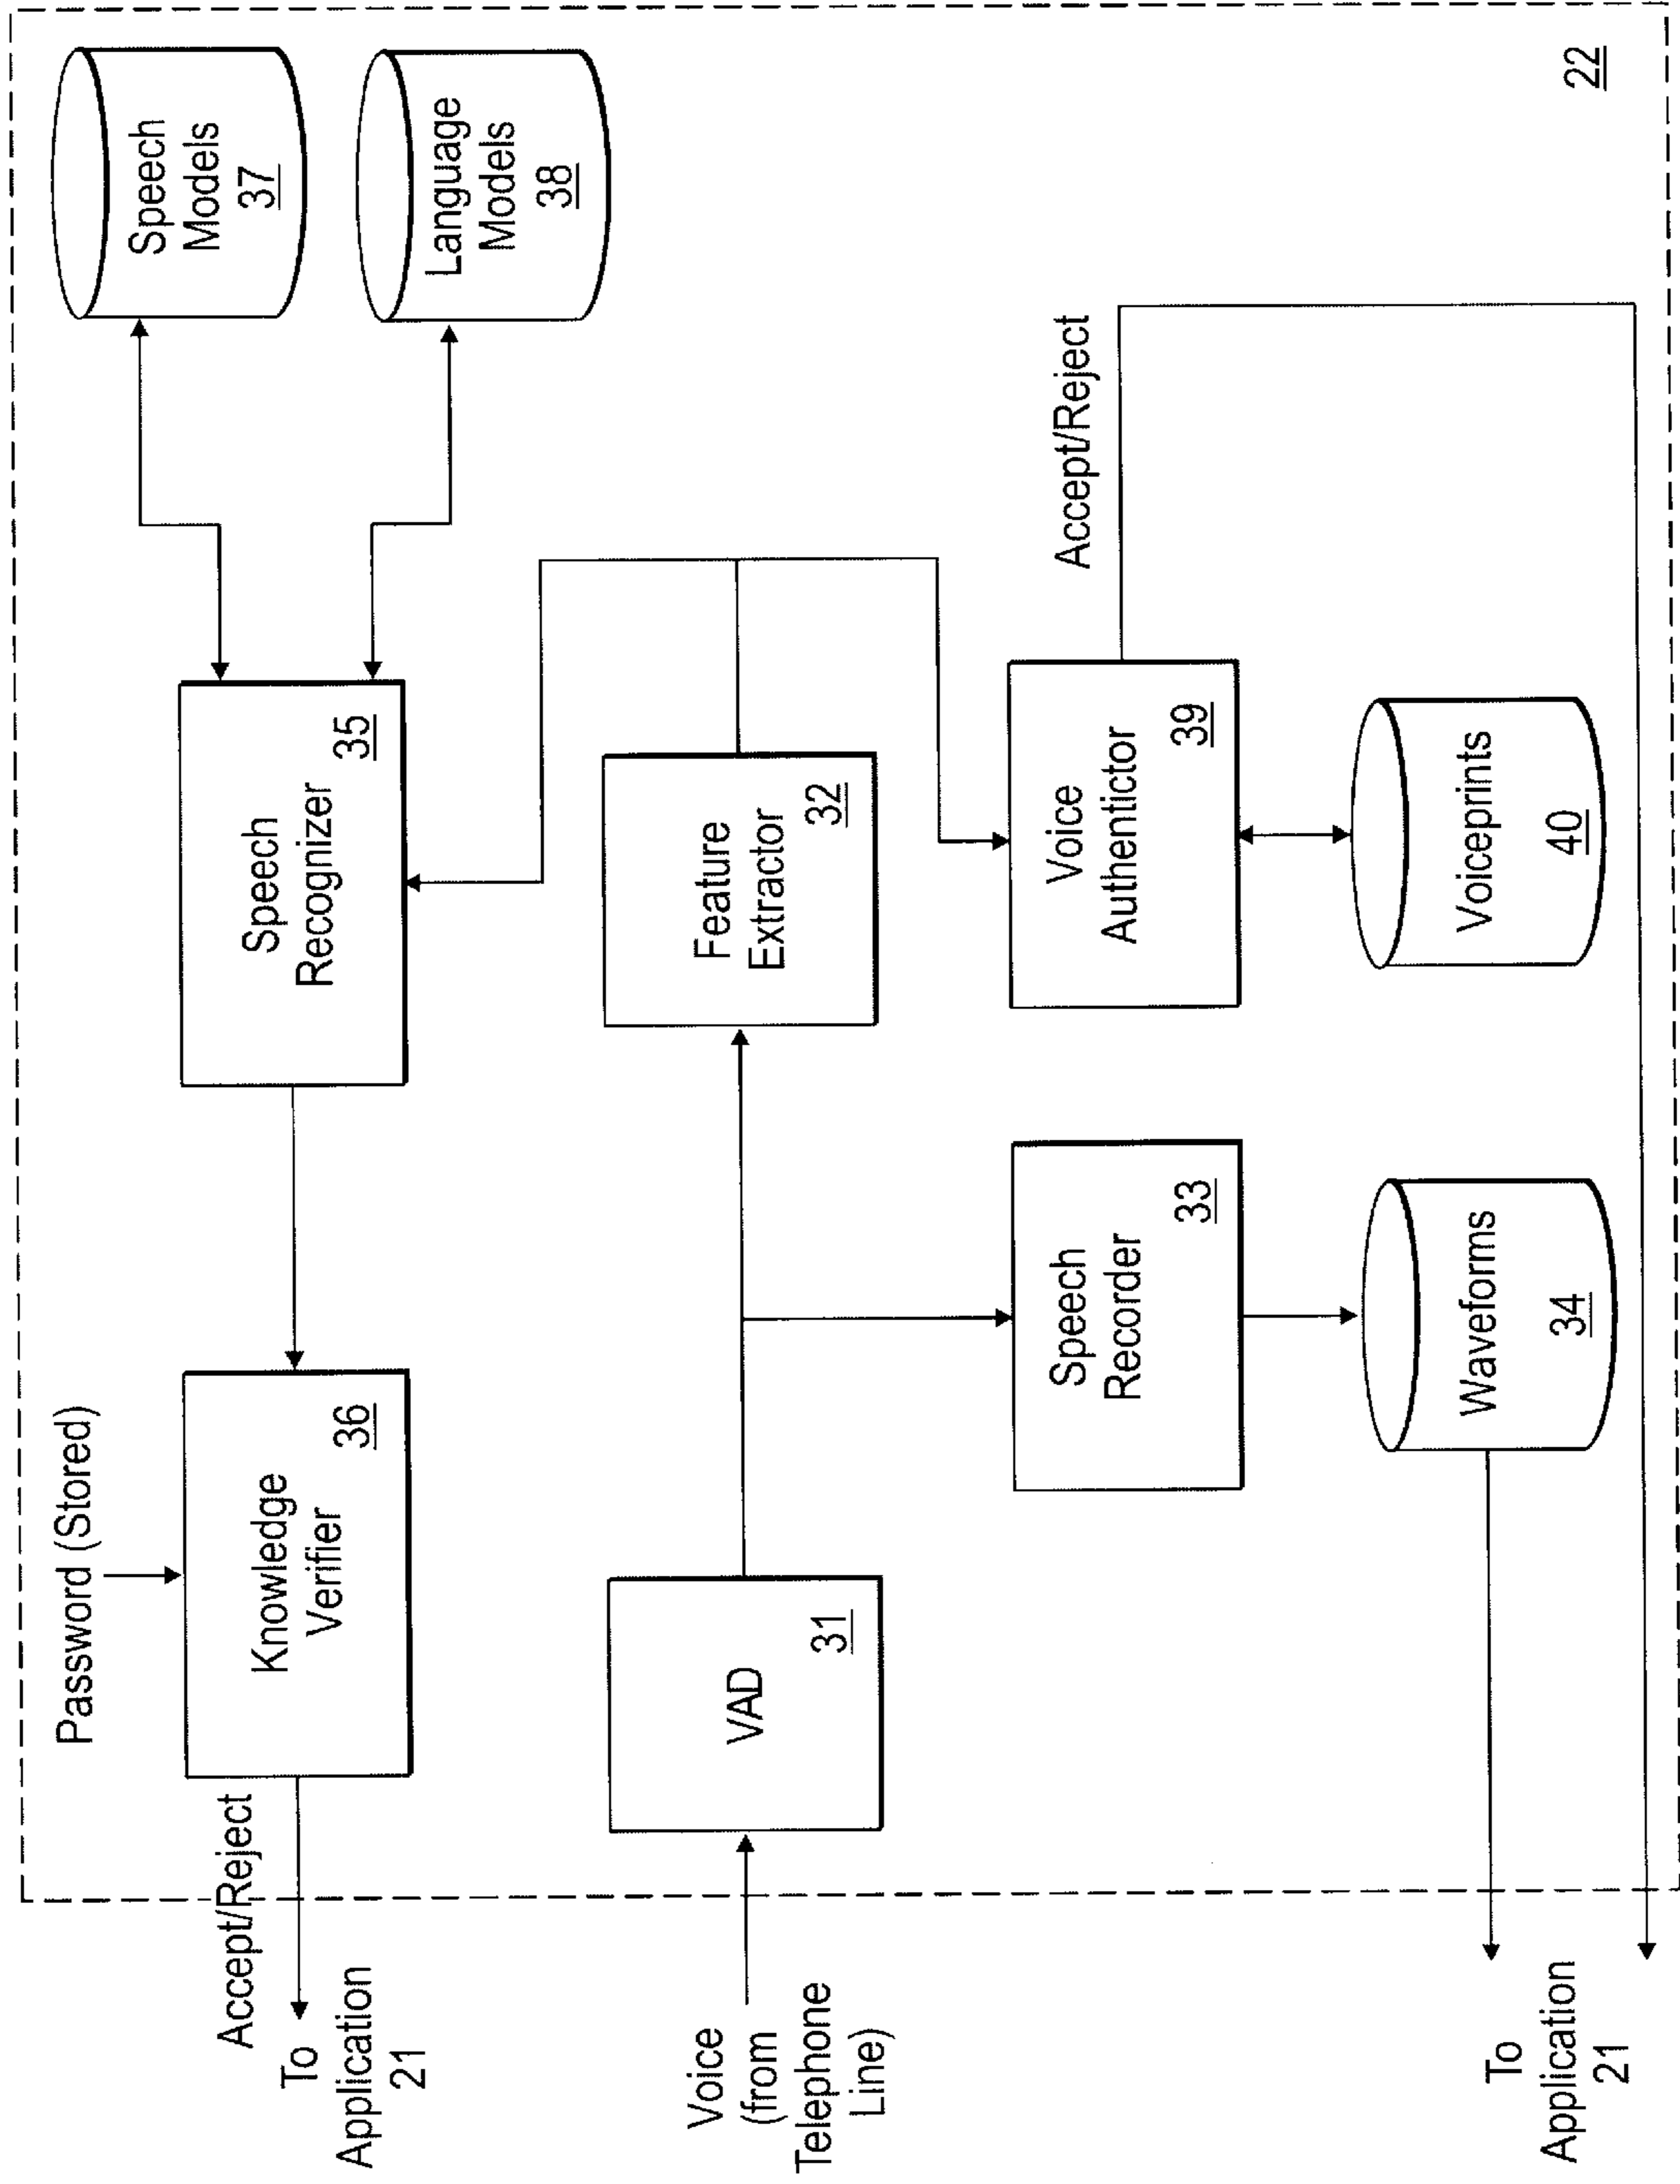 Password (Stored)
Accept/Reject
To
Application
21
Knowledge
Verifier
36
Speech
Recognizer
35
Speech
Models
37
Language
Models
38
Voice
(from
Telephone
Line)
VAD
31
Feature
Extractor
32
Speech
Recorder
33
Voice
Authentictor
39
Accept/Reject
Waveforms
34
Voiceprints
40
To
Application
21
22